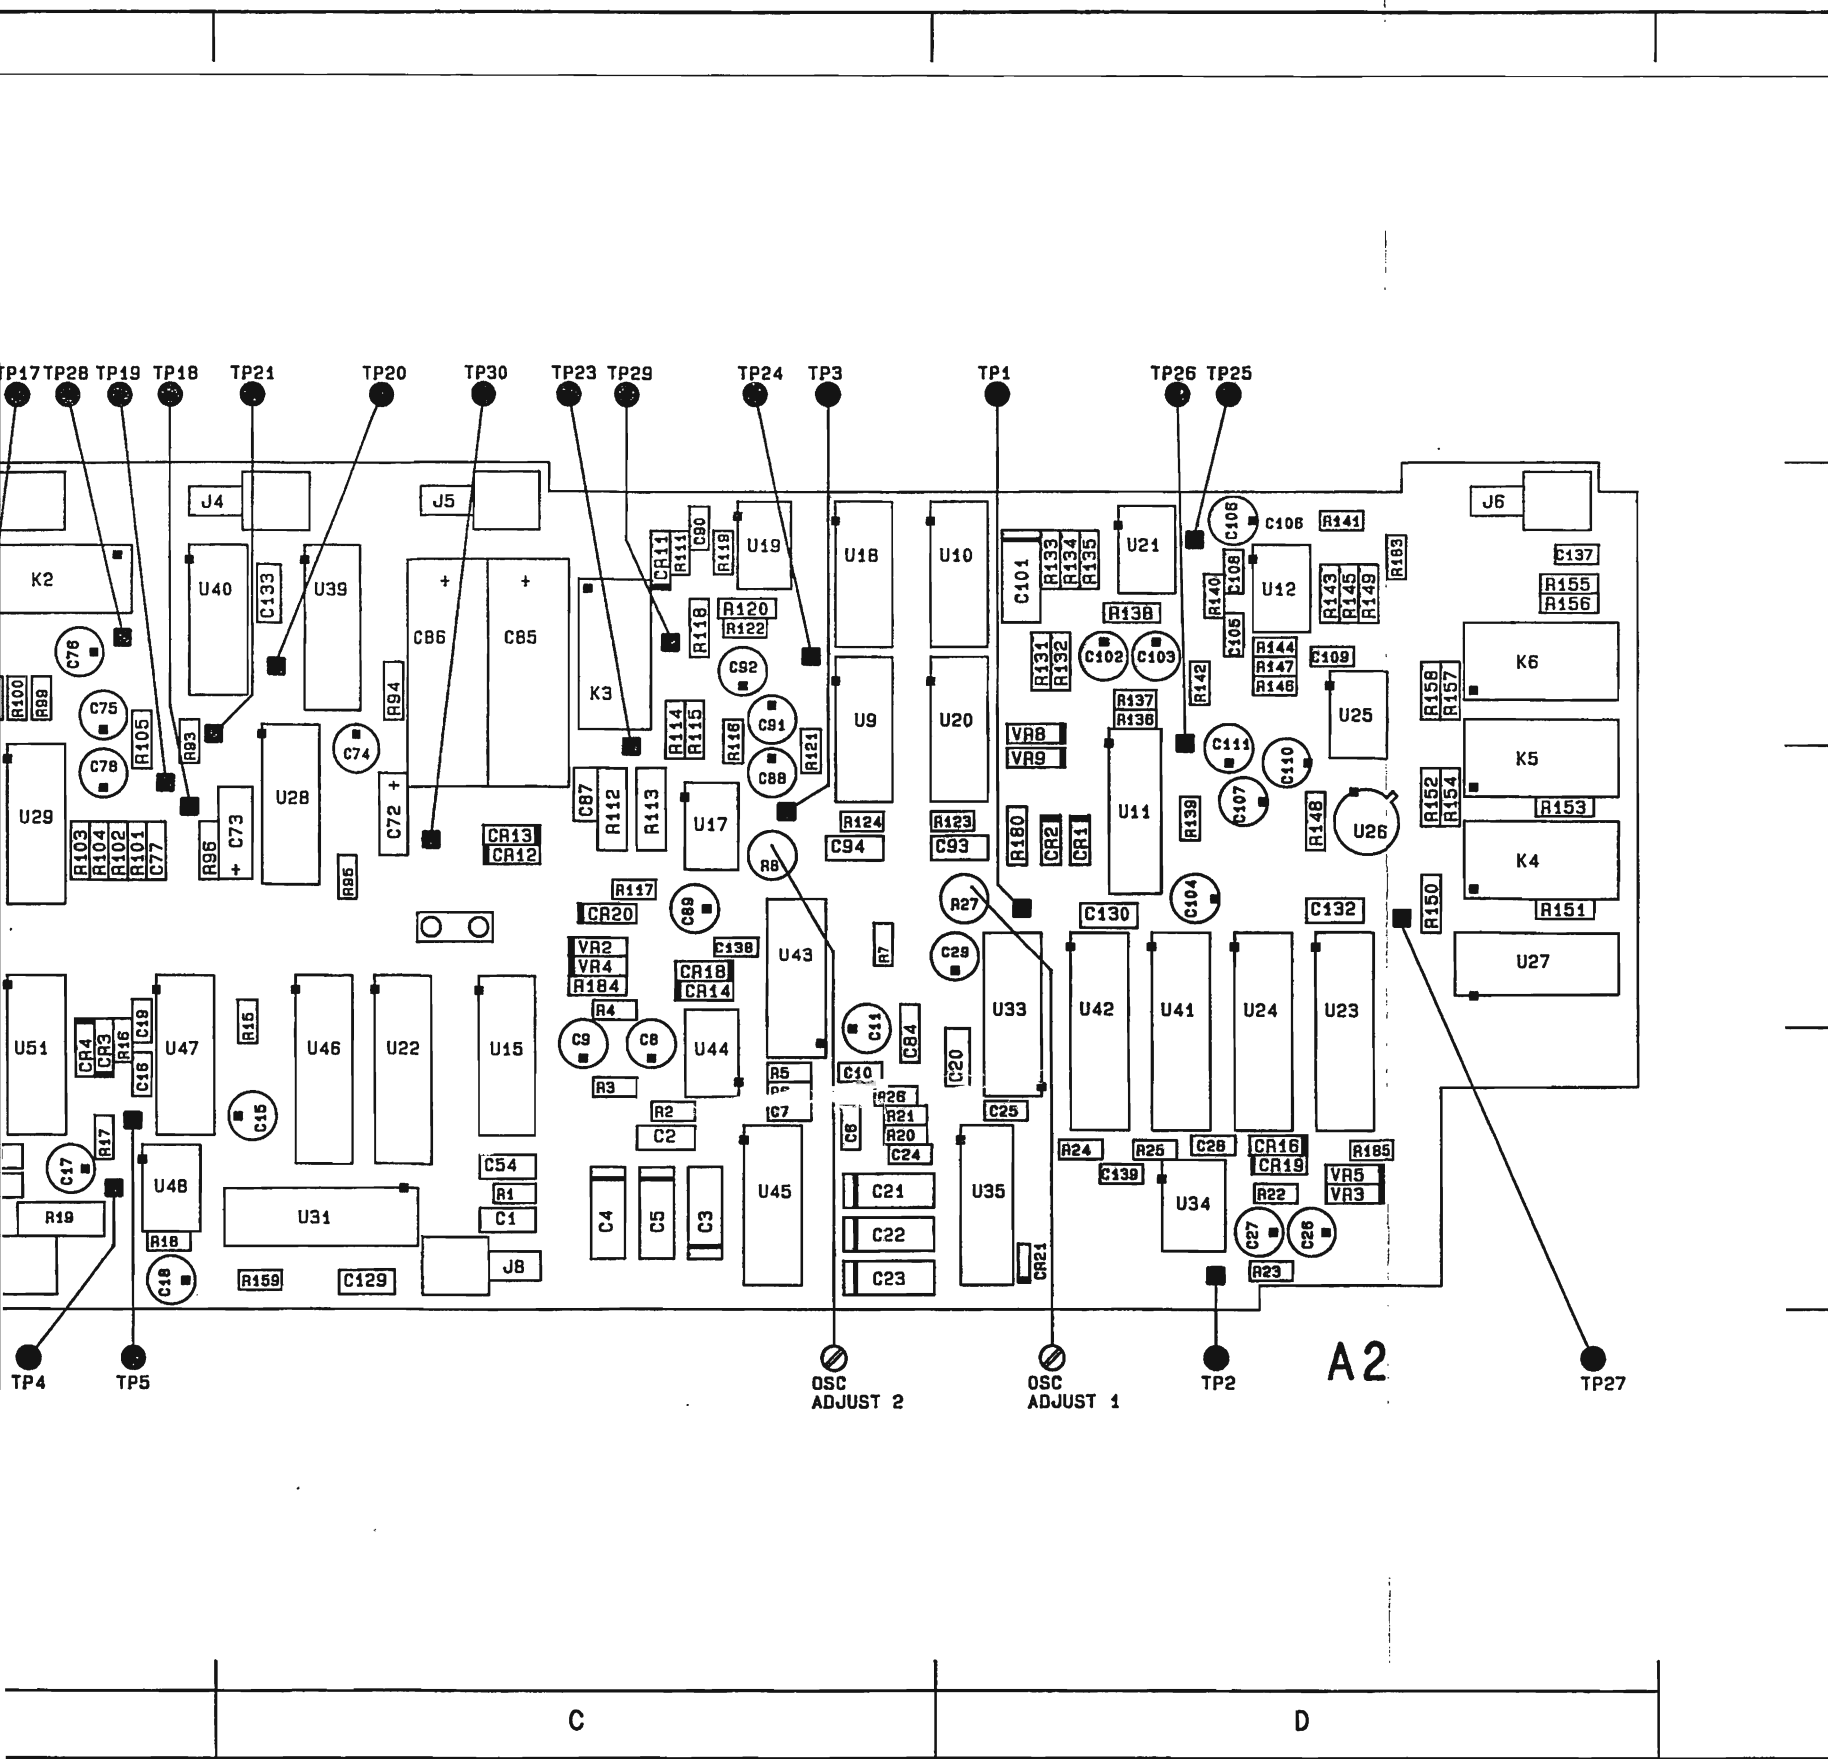 TP17 TP28 TP19 TP18 TP21 TP20 TP30 TP23 TP29 TP24 TP3 TP1 TP26 TP25
J4 J5 J6
K2 U40 C133 U39 C86 C85 K3 CR11 R111 C90 R119 U19 U18 U10 C101 R133 R134 R135 U21 C106 C106 R141 R183 C137
R155
R156
R140 C108 U12 R143 R145 R149
R118 R120
R122
R138 C105
C76 C92 R131 R132 C102 C103 R142 R144
R147
R146
C109 R158 R157 K6
R100 R99 C75 R105 R93 C74 R94 R114 R115 R116 C91 R121 U9 U20 R137
R136
U25
C78 C88 VR8
VR9
C111 C110 K5
U29 R103 R104 R102 R101 C77 R96 C73 U28 R95 C72 C87 R112 R113 U17 R124
C94
R123
C93
R180 CR2 CR1 U11 R139 C107 R148 U26 R152 R154 R153
CR13
CR12
R8 K4
R117
CR20
C89 R27 C130 C104 C132 R150 R151
VR2
VR4
R184
C138
CR18
CR14
U43 R7 C29 U27
U51 CR4 CR3 R16 C19 C16 U47 R15 U46 U22 U15 R4
C9 C8 U44 C11 C84 C20 U33 U42 U41 U24 U23
R3 R5
C10
R26
R2
C2
C7 C6 R21
R20
C24
C25
C17 R17 C15 C54 R24 R25 C28 CR16
CR19
R185
U48 R1
C1
C4 C5 C3 U45 C21
C22
C23
U35 C139 U34 R22 VR5
VR3
R19 R18 U31 C27 C26
C18 R159 C129 J8 CR21 R23
TP4 TP5 OSC
ADJUST 2
OSC
ADJUST 1
TP2 A2 TP27
C D